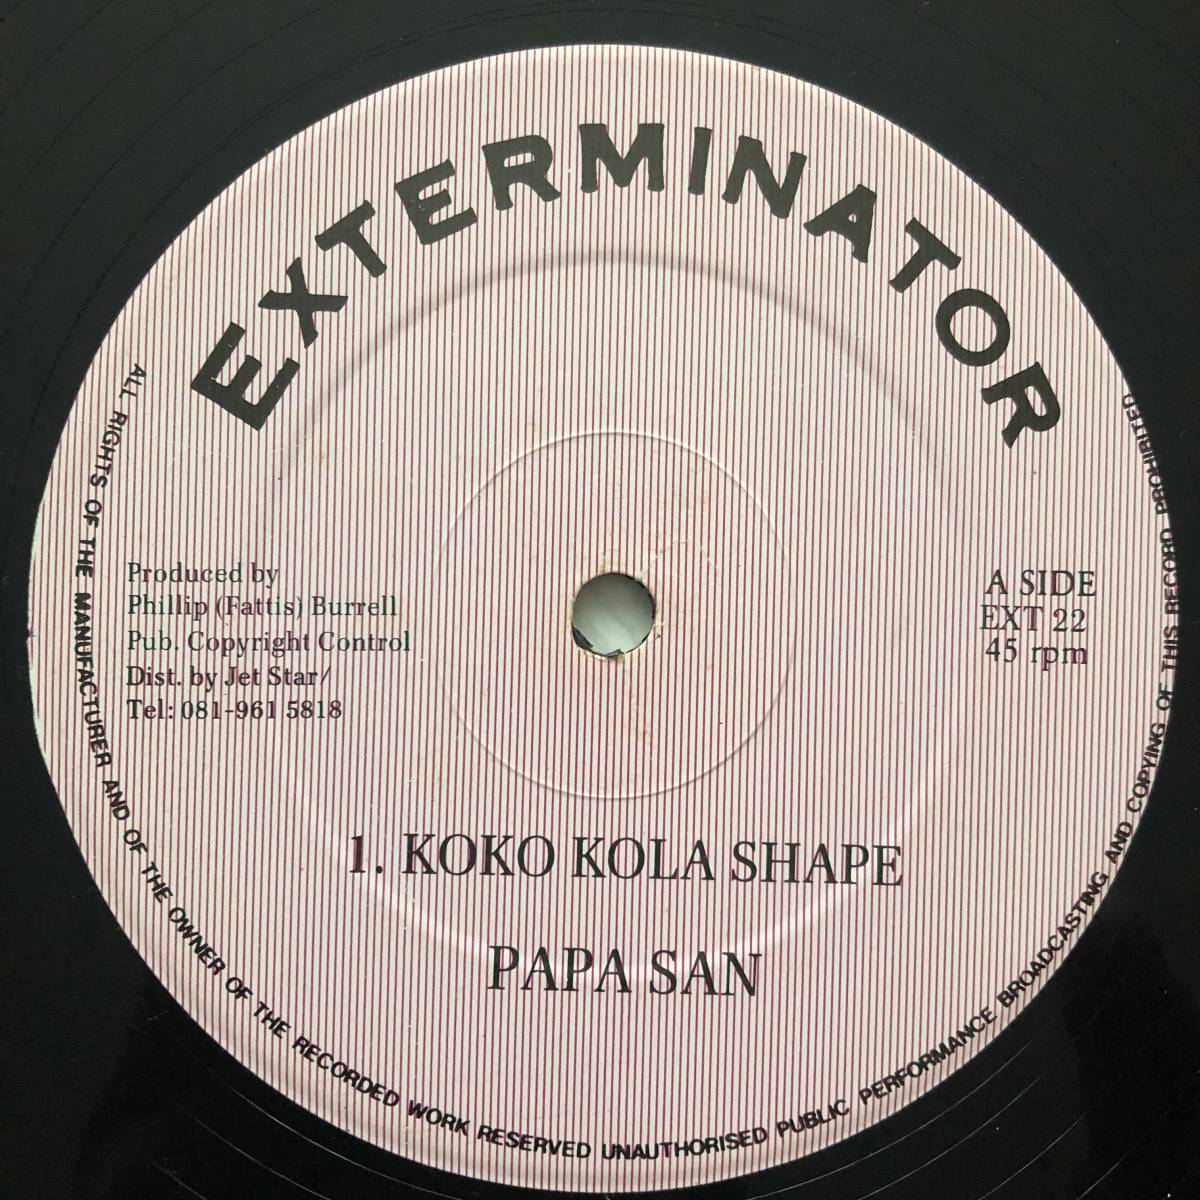 EXTERMINATOR
Produced by
Phillip (Fattis) Burrell
Pub. Copyright Control
Dist. by Jet Star/
Tel: 081-961 5818
A SIDE
EXT 22
45 rpm
1. KOKO KOLA SHAPE
PAPA SAN
ALL RIGHTS OF THE MANUFACTURER AND OF THE OWNER OF THE RECORDED WORK RESERVED UNAUTHORISED PUBLIC PERFORMANCE BROADCASTING AND COPYING OF THIS RECORD PROHIBITED